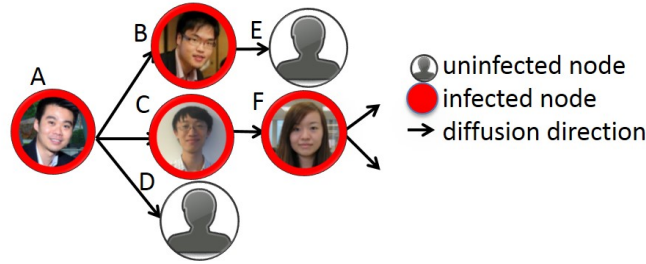 B
E
A
C
F
D
uninfected node
infected node
diffusion direction